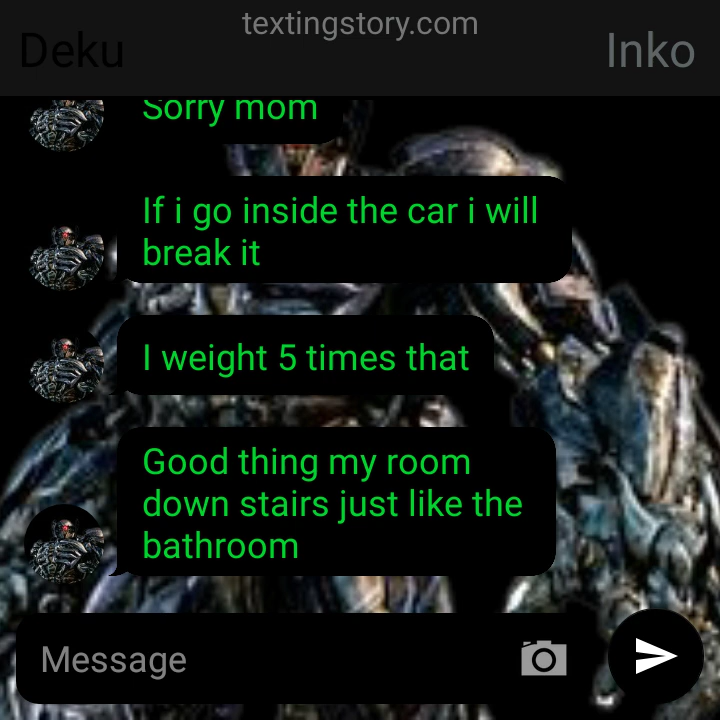 textingstory.com
Deku
Inko
Sorry mom
If i go inside the car i will
break it
I weight 5 times that
Good thing my room
down stairs just like the
bathroom
Message